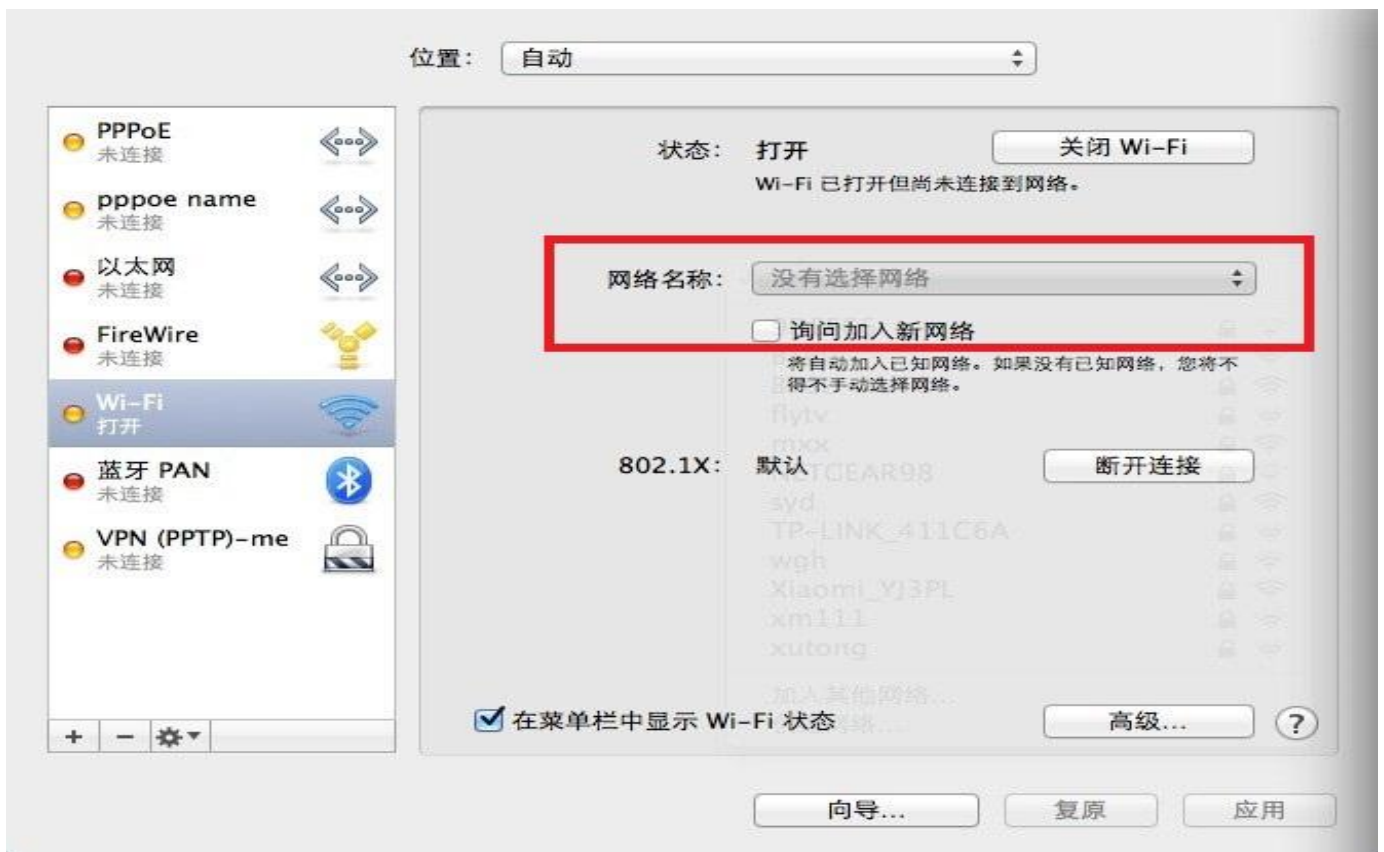 位置： 自动
PPPoE
未连接
pppoe name
未连接
以太网
未连接
FireWire
未连接
Wi-Fi
打开
蓝牙 PAN
未连接
VPN (PPTP)-me
未连接
状态： 打开 关闭 Wi-Fi
Wi-Fi 已打开但尚未连接到网络。
网络名称： 没有选择网络
询问加入新网络
将自动加入已知网络。如果没有已知网络，您将不
得不手动选择网络。
flytv
mxx
802.1X： 默认 断开连接
NETGEAR98
syd
TP-LINK_411C6A
wgh
Xiaomi_YJ3PL
xm111
xutong
加入其他网络...
在菜单栏中显示 Wi-Fi 状态 高级... ?
向导... 复原 应用